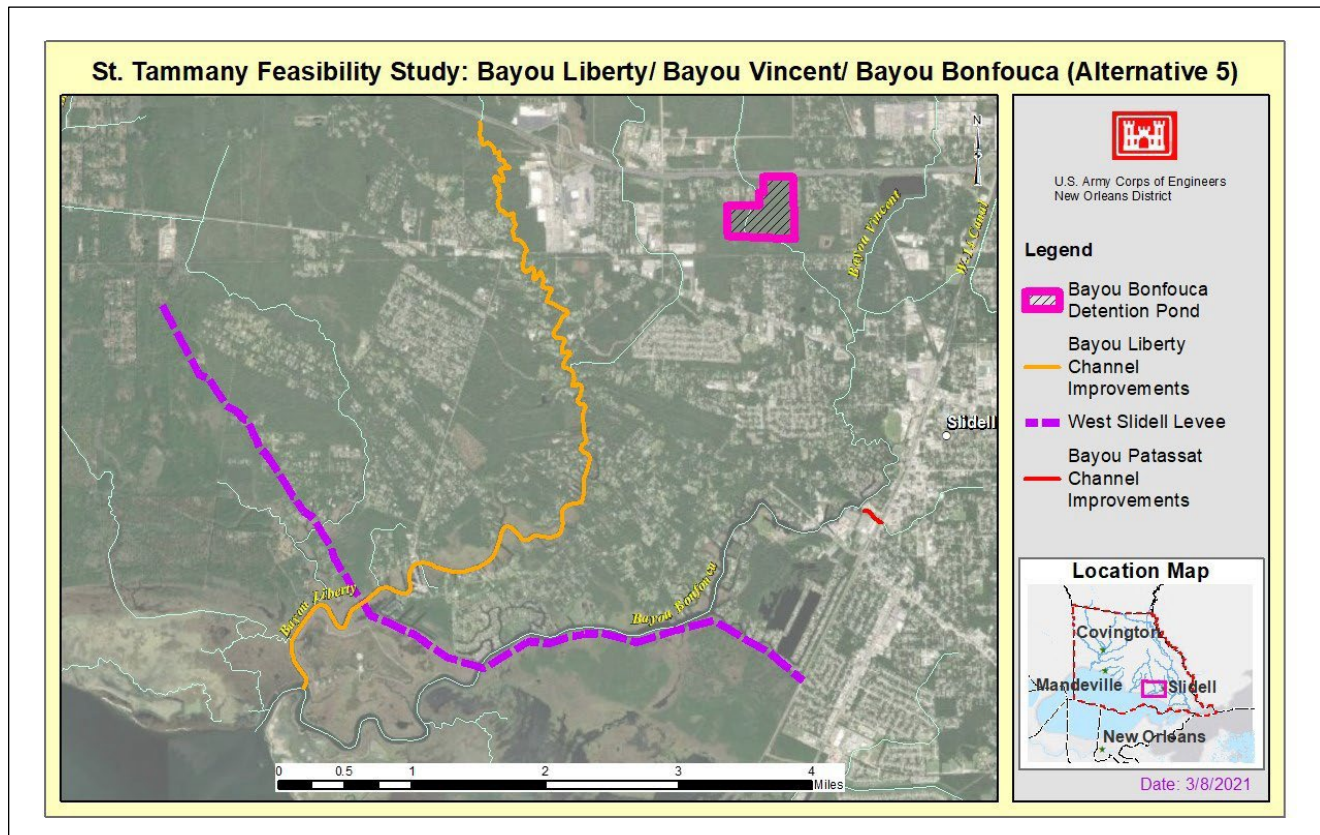 St. Tammany Feasibility Study: Bayou Liberty/ Bayou Vincent/ Bayou Bonfouca (Alternative 5)
N
Bayou Vincent
W-15 Canal
Slidell
Bayou Liberty
Bayou Bonfouca
0 0.5 1 2 3 4
Miles
U.S. Army Corps of Engineers
New Orleans District
Legend
Bayou Bonfouca
Detention Pond
Bayou Liberty
Channel
Improvements
West Slidell Levee
Bayou Patassat
Channel
Improvements
Location Map
Covington
Mandeville
Slidell
New Orleans
Date: 3/8/2021